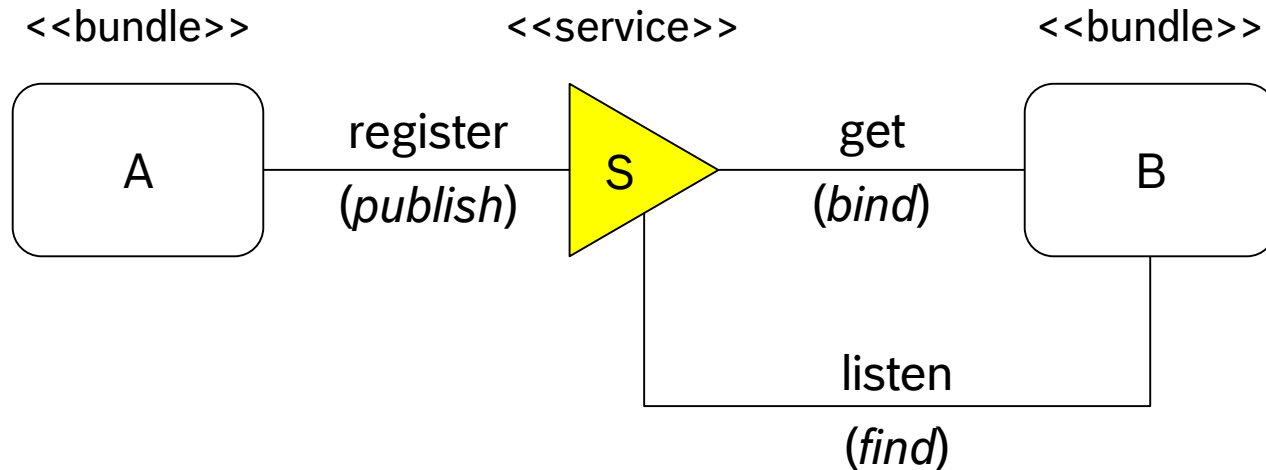 <<bundle>>
<<service>>
<<bundle>>
A
register
(publish)
S
get
(bind)
B
listen
(find)